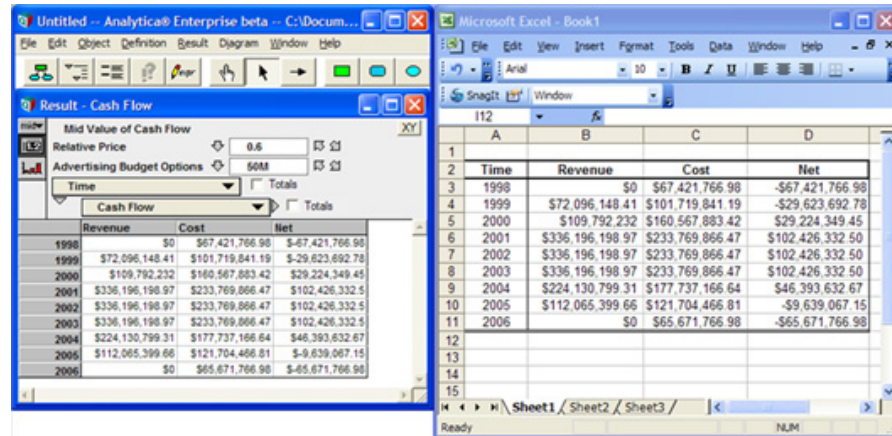 Untitled -- Analytica® Enterprise beta -- C:\Docum...
File Edit Object Definition Result Diagram Window Help
Result - Cash Flow
mid
Mid Value of Cash Flow
XY
Relative Price 0.6
Advertising Budget Options 50M
Time Totals
Cash Flow Totals
Revenue Cost Net
1998 $0 $67,421,766.98 $-67,421,766.98
1999 $72,096,148.41 $101,719,841.19 $-29,623,692.78
2000 $109,792,232 $160,567,883.42 $29,224,349.45
2001 $336,196,198.97 $233,769,866.47 $102,426,332.5
2002 $336,196,198.97 $233,769,866.47 $102,426,332.5
2003 $336,196,198.97 $233,769,866.47 $102,426,332.5
2004 $224,130,799.31 $177,737,166.64 $46,393,632.67
2005 $112,065,399.66 $121,704,466.81 $-9,639,067.15
2006 $0 $65,671,766.98 $-65,671,766.98
Microsoft Excel - Book1
File Edit View Insert Format Tools Data Window Help
Arial 10 B I U
SnagIt Window
I12 fx
A B C D
1
2 Time Revenue Cost Net
3 1998 $0 $67,421,766.98 -$67,421,766.98
4 1999 $72,096,148.41 $101,719,841.19 -$29,623,692.78
5 2000 $109,792,232 $160,567,883.42 $29,224,349.45
6 2001 $336,196,198.97 $233,769,866.47 $102,426,332.50
7 2002 $336,196,198.97 $233,769,866.47 $102,426,332.50
8 2003 $336,196,198.97 $233,769,866.47 $102,426,332.50
9 2004 $224,130,799.31 $177,737,166.64 $46,393,632.67
10 2005 $112,065,399.66 $121,704,466.81 -$9,639,067.15
11 2006 $0 $65,671,766.98 -$65,671,766.98
12
13
14
15
Sheet1 / Sheet2 / Sheet3 /
Ready NUM